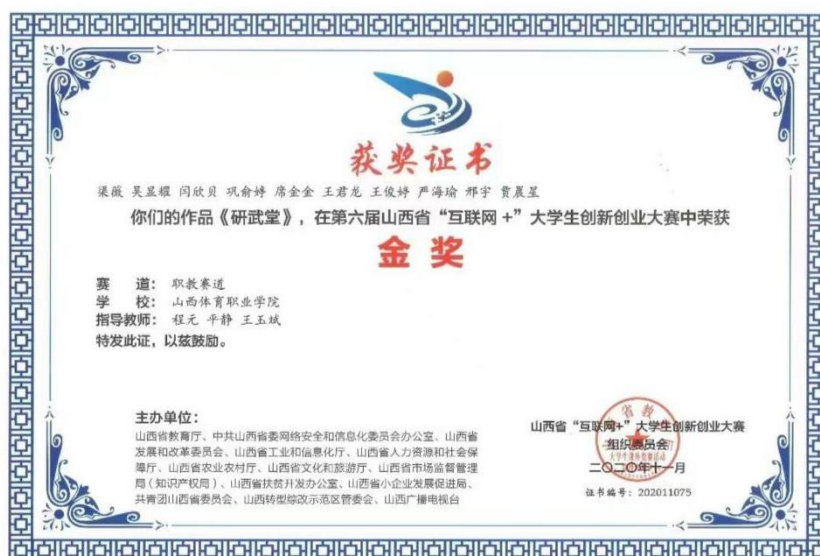 获奖证书
渠薇 吴显耀 闫欣贝 巩俞婷 席金金 王君龙 王俊婷 严海瑜 邢宇 贾晨星
你们的作品《研武堂》，在第六届山西省“互联网+”大学生创新创业大赛中荣获
金奖
赛 道：职教赛道
学 校：山西体育职业学院
指导教师：程元 平静 王玉斌
特发此证，以兹鼓励。
主办单位：
山西省教育厅、中共山西省委网络安全和信息化委员会办公室、山西省
发展和改革委员会、山西省工业和信息化厅、山西省人力资源和社会保
障厅、山西省农业农村厅、山西省文化和旅游厅、山西省市场监督管理
局（知识产权局）、山西省扶贫开发办公室、山西省小企业发展促进局、
共青团山西省委员会、山西转型综改示范区管委会、山西广播电视台
山西省“互联网+”大学生创新创业大赛
组织委员会
二〇二〇年十一月
证书编号：202011075